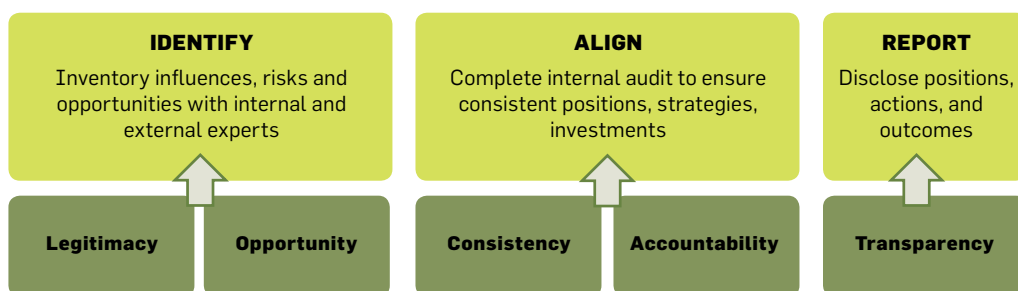 IDENTIFY
Inventory influences, risks and
opportunities with internal and
external experts
ALIGN
Complete internal audit to ensure
consistent positions, strategies,
investments
REPORT
Disclose positions,
actions, and
outcomes
Legitimacy
Opportunity
Consistency
Accountability
Transparency